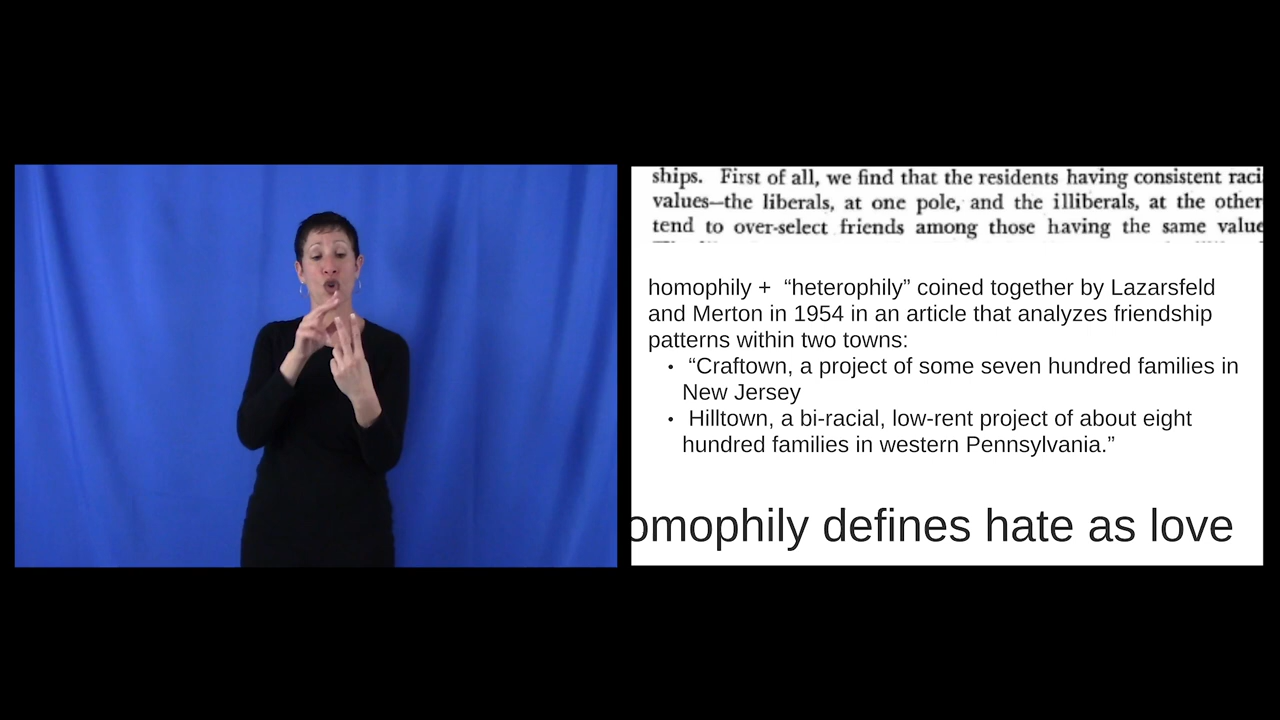 ships. First of all, we find that the residents having consistent raci
values—the liberals, at one pole, and the illiberals, at the other
tend to over-select friends among those having the same value
homophily + “heterophily” coined together by Lazarsfeld
and Merton in 1954 in an article that analyzes friendship
patterns within two towns:
• “Craftown, a project of some seven hundred families in
New Jersey
• Hilltown, a bi-racial, low-rent project of about eight
hundred families in western Pennsylvania.”
omophily defines hate as love